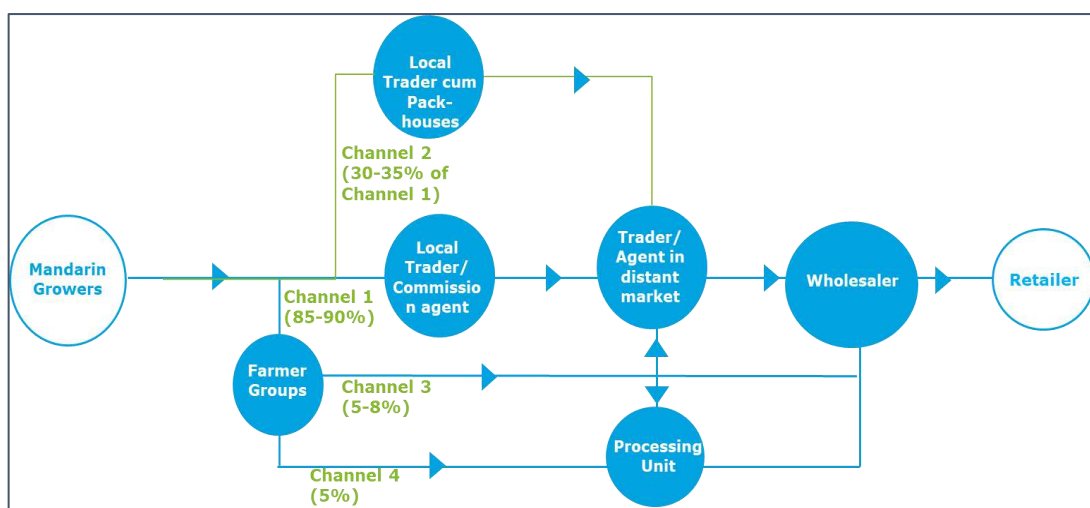 Local
Trader cum
Pack-
houses
Channel 2
(30-35% of
Channel 1)
Mandarin
Growers
Local
Trader/
Commissio
n agent
Trader/
Agent in
distant
market
Wholesaler
Retailer
Channel 1
(85-90%)
Farmer
Groups
Channel 3
(5-8%)
Processing
Unit
Channel 4
(5%)